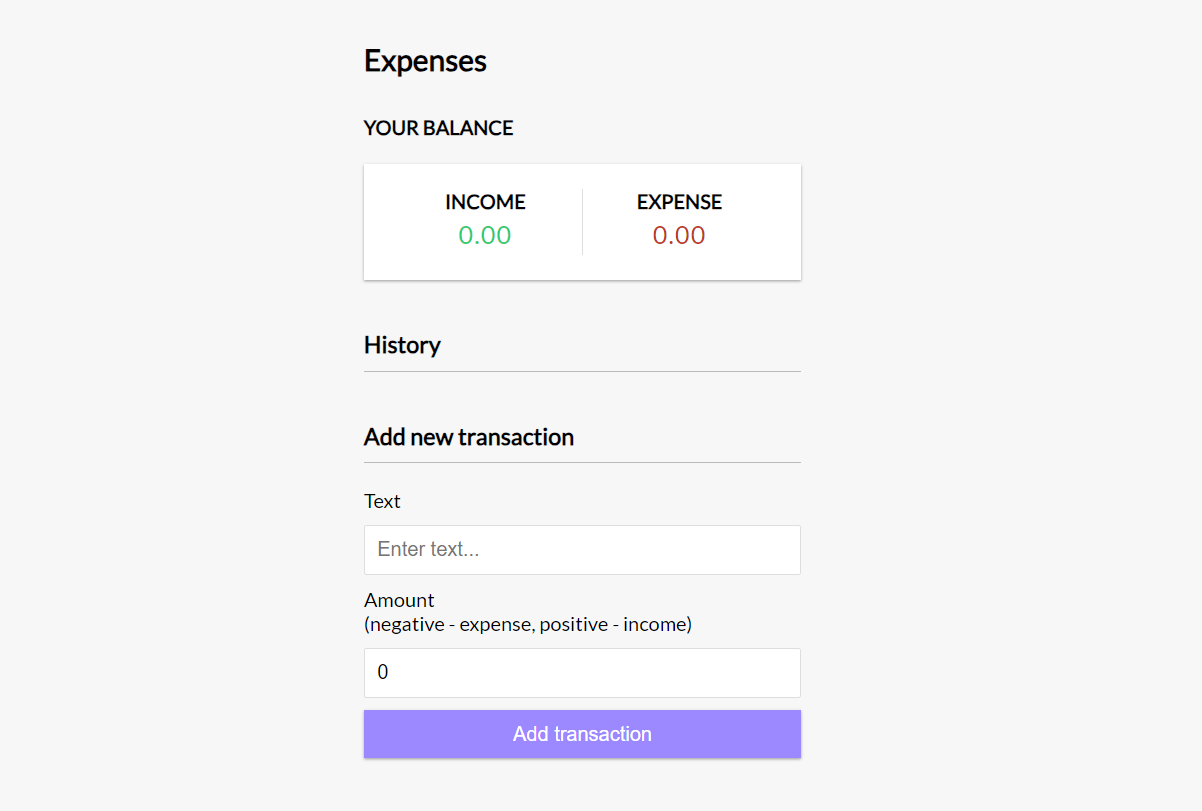 Expenses
YOUR BALANCE
INCOME EXPENSE
0.00 0.00
History
Add new transaction
Text
Enter text...
Amount
(negative - expense, positive - income)
0
Add transaction